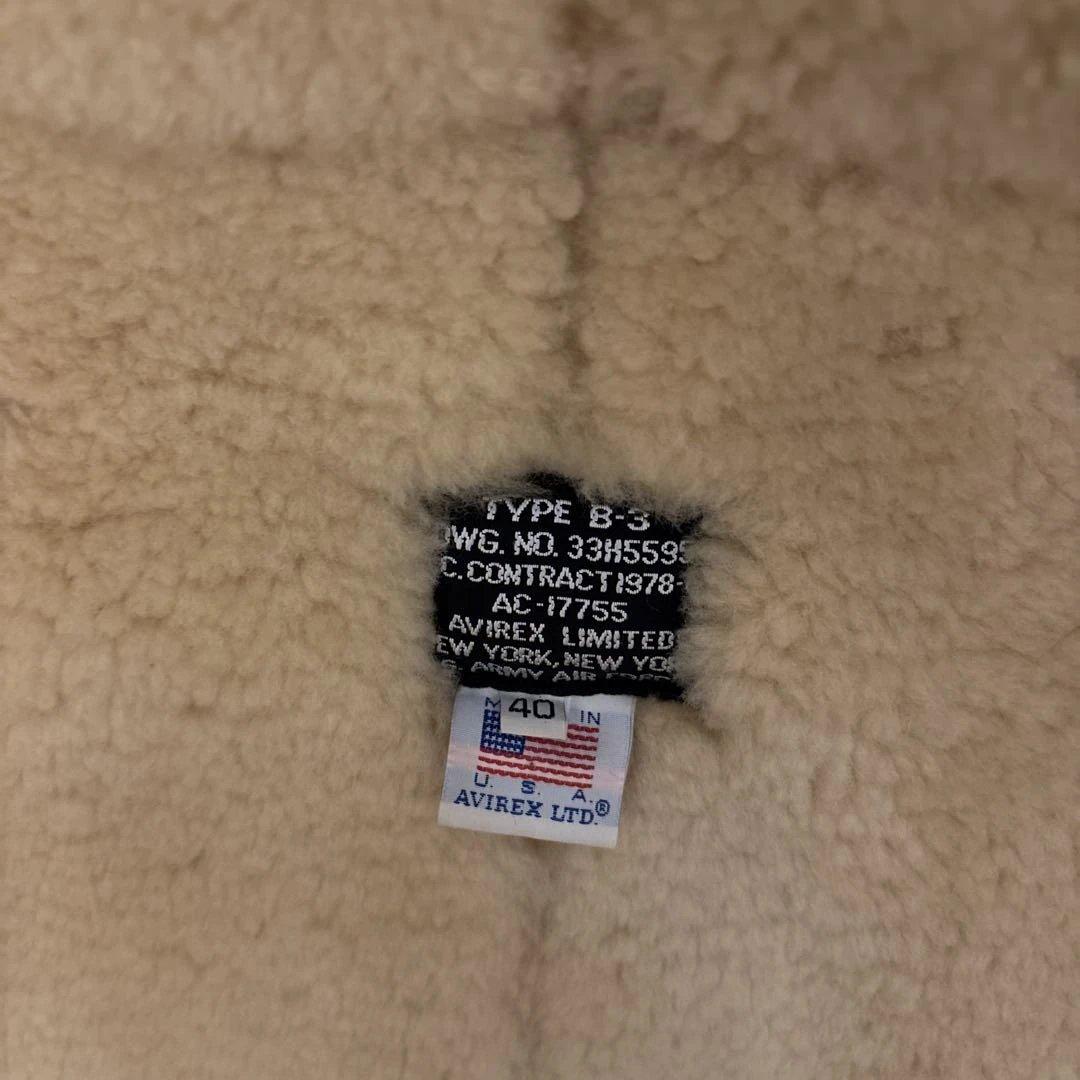 TYPE B-3
DWG. NO. 33H5595
C. CONTRACT 1978-
AC-17755
AVIREX LIMITED
EW YORK, NEW YOR
S. ARMY AIR FORC
M 40 IN
U. S. A.
AVIREX LTD.®